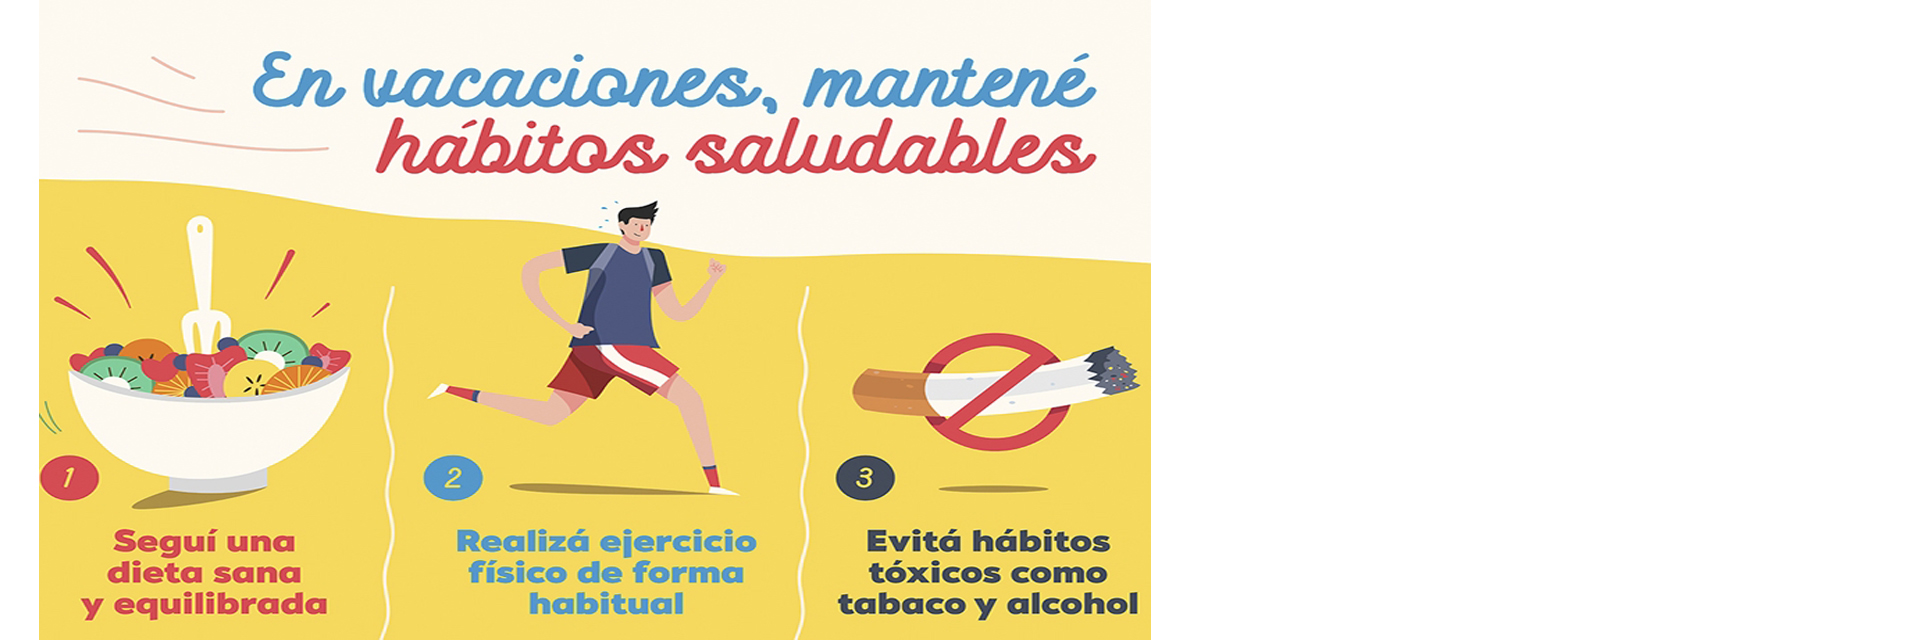 En vacaciones, mantené
hábitos saludables
1
Seguí una
dieta sana
y equilibrada
2
Realizá ejercicio
físico de forma
habitual
3
Evitá hábitos
tóxicos como
tabaco y alcohol